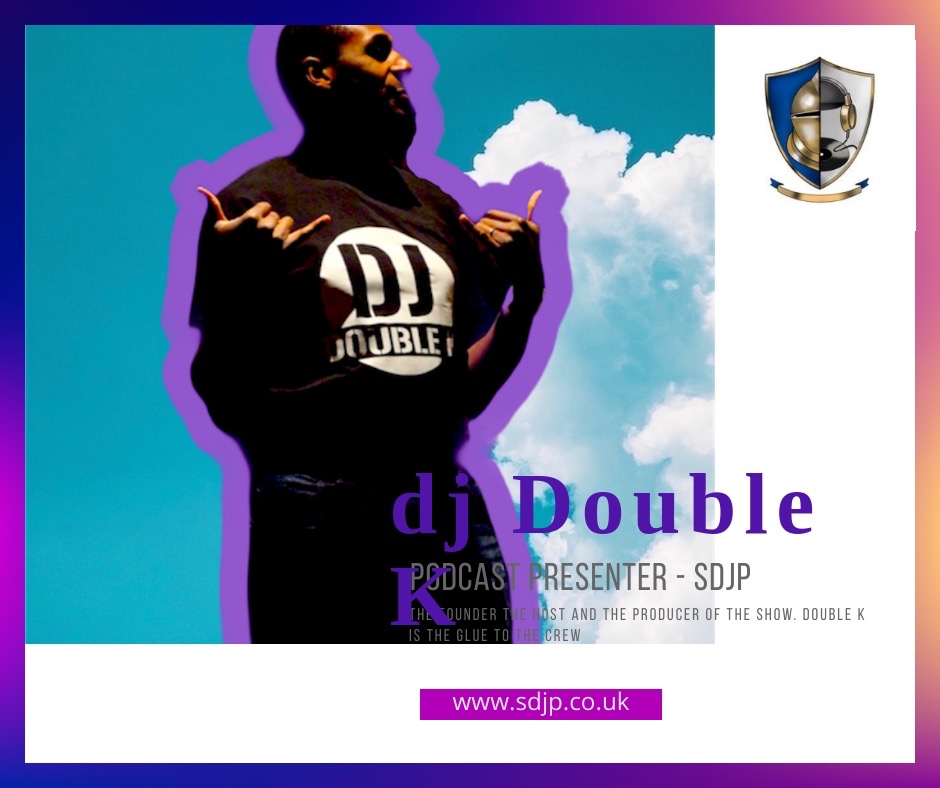 DJ
DOUBLE K
dj Double
K
PODCAST PRESENTER - SDJP
THE FOUNDER THE HOST AND THE PRODUCER OF THE SHOW. DOUBLE K
IS THE GLUE TO THE CREW
www.sdjp.co.uk